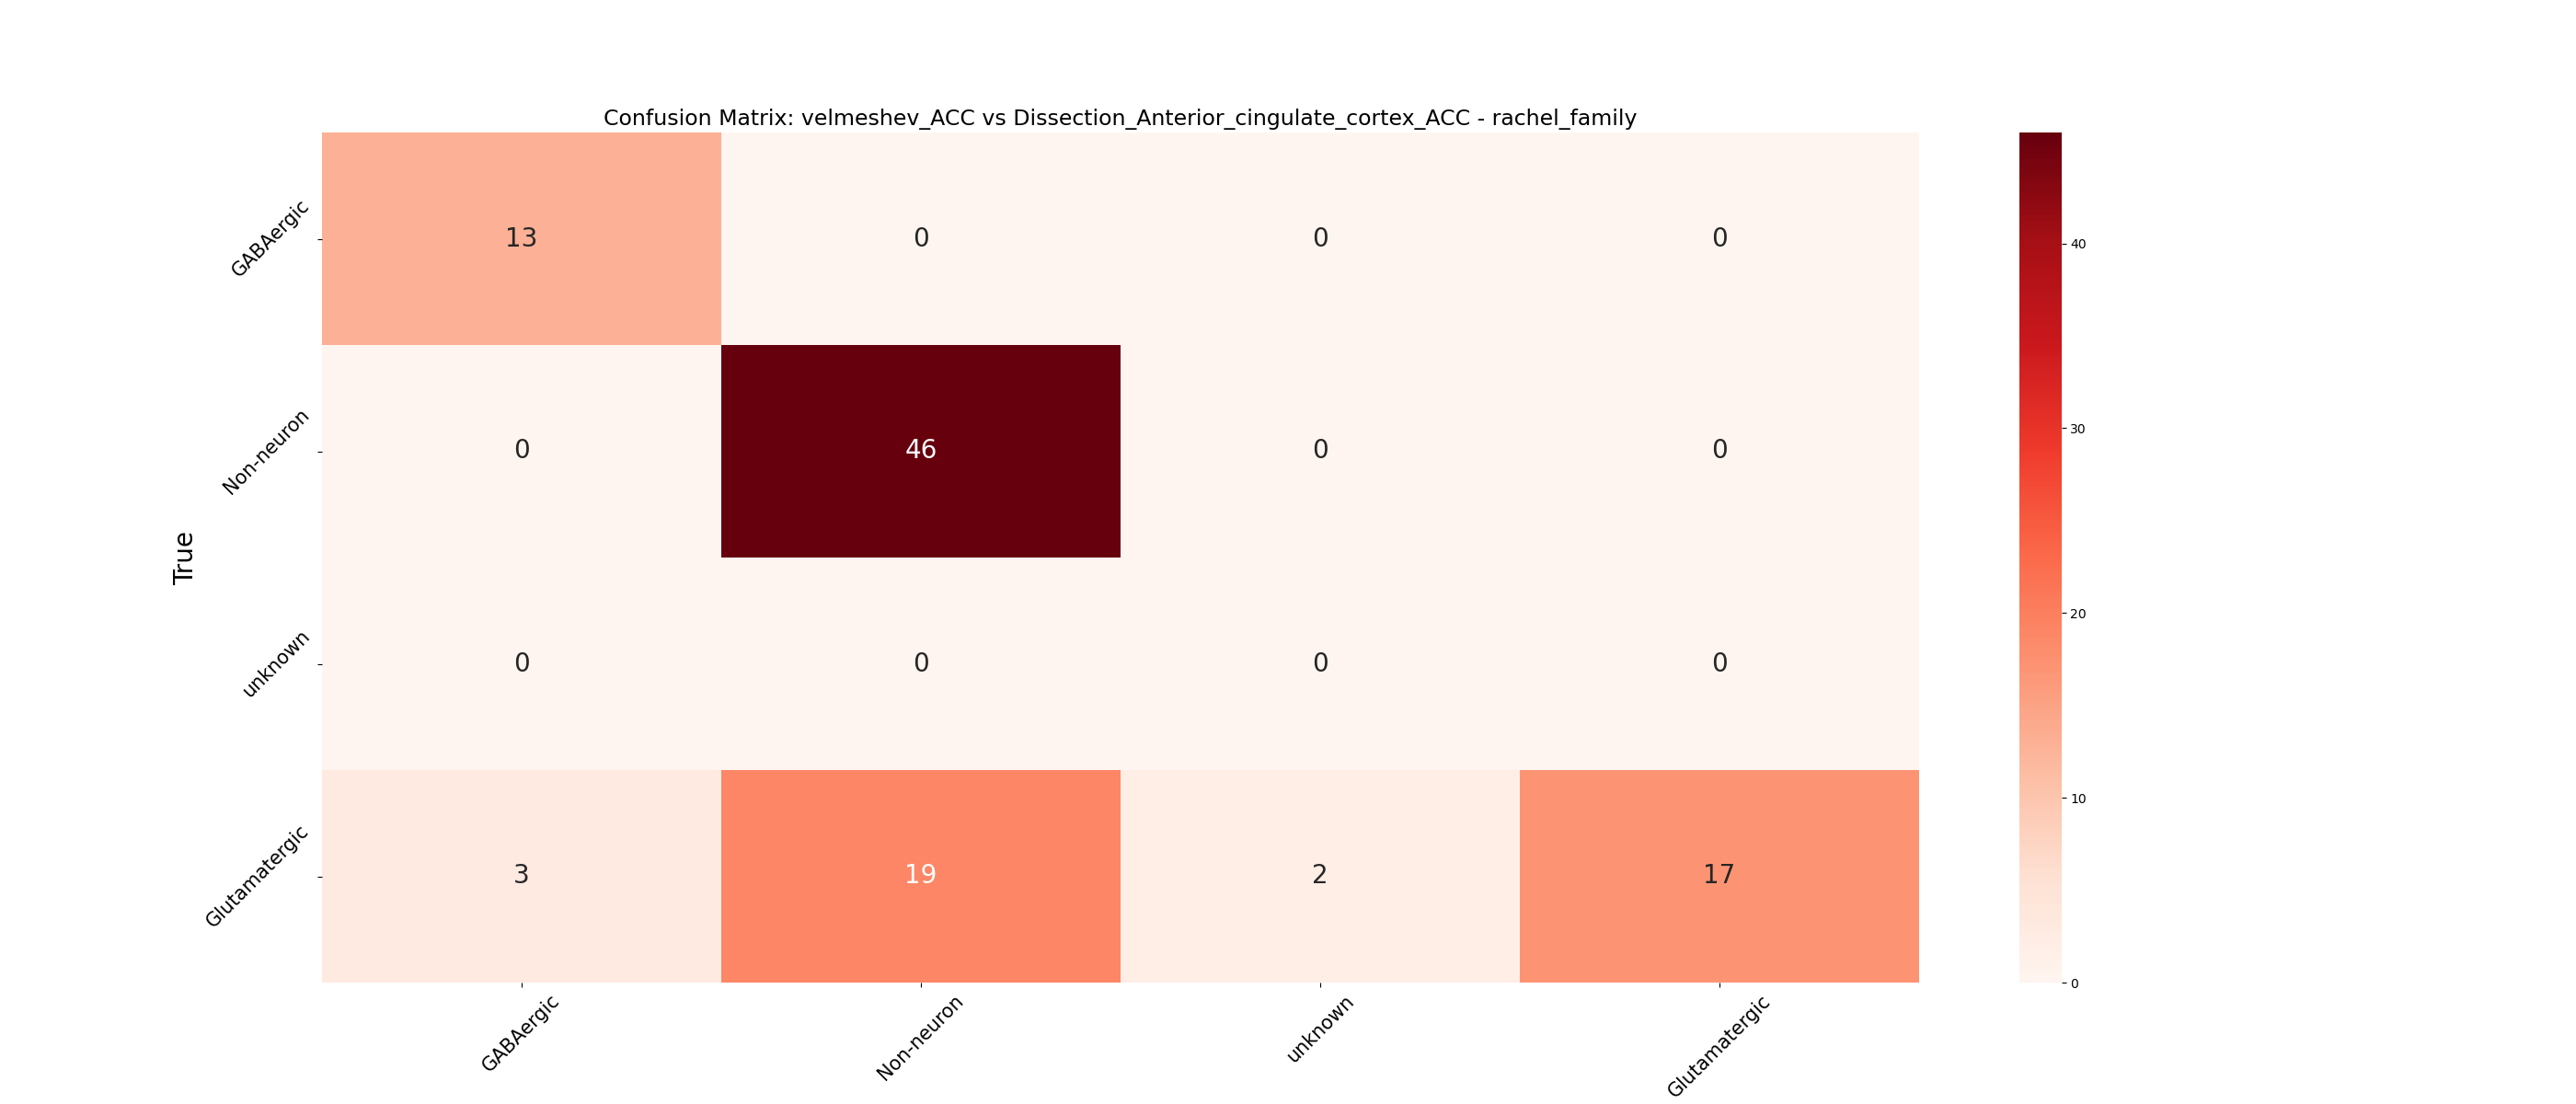 Confusion Matrix: velmeshev_ACC vs Dissection_Anterior_cingulate_cortex_ACC - rachel_family
True
GABAergic 13 0 0 0
Non-neuron 0 46 0 0
unknown 0 0 0 0
Glutamatergic 3 19 2 17
GABAergic Non-neuron unknown Glutamatergic
40
30
20
10
0